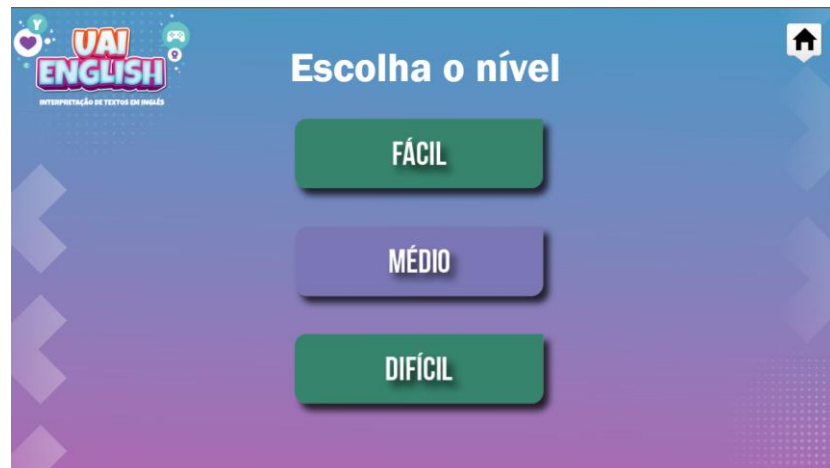 UAI
ENGLISH
INTERPRETAÇÃO DE TEXTOS EM INGLÊS
Y
Escolha o nível
FÁCIL
MÉDIO
DIFÍCIL